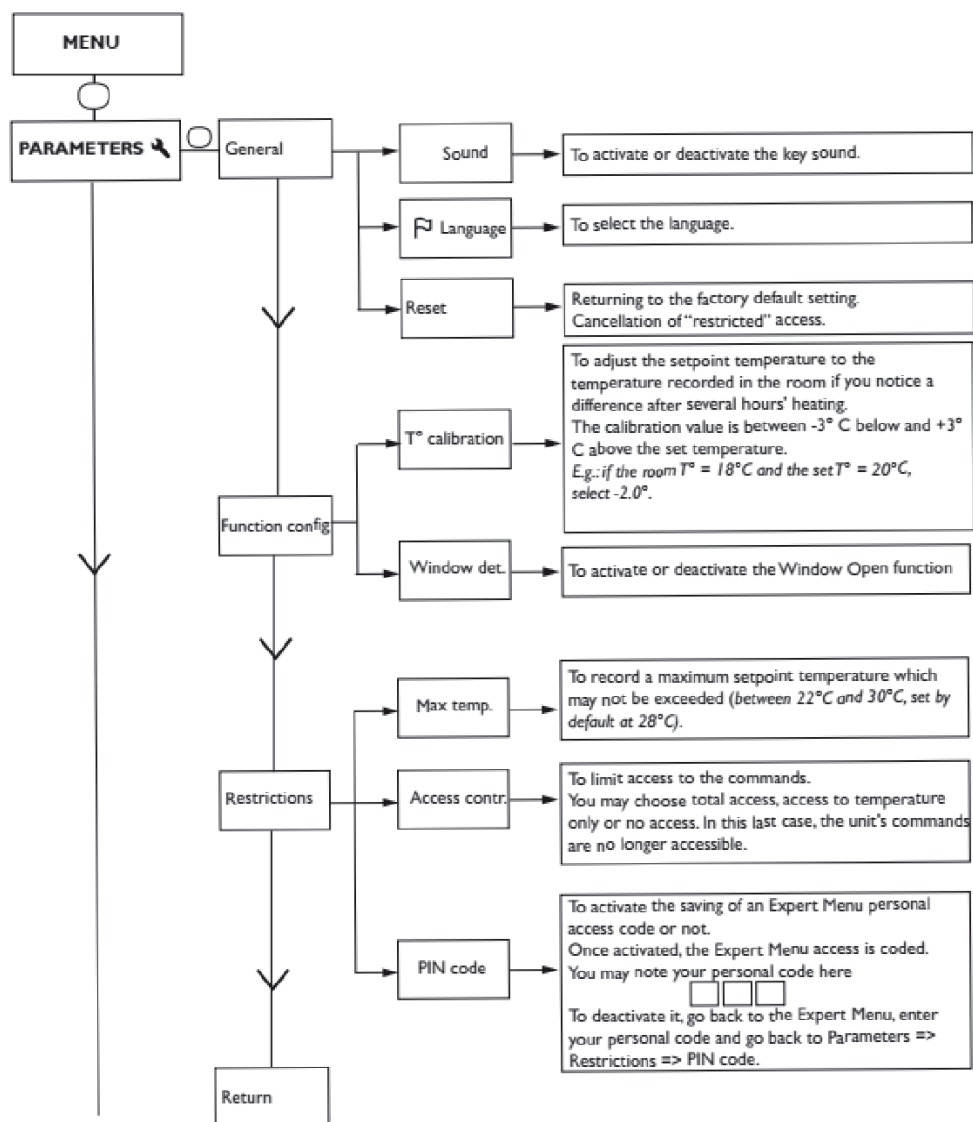 MENU
PARAMETERS
General
Sound
To activate or deactivate the key sound.
Language
To select the language.
Reset
Returning to the factory default setting.
Cancellation of “restricted” access.
Function config
T° calibration
To adjust the setpoint temperature to the
temperature recorded in the room if you notice a
difference after several hours’ heating.
The calibration value is between -3° C below and +3°
C above the set temperature.
E.g.: if the room T° = 18°C and the set T° = 20°C,
select -2.0°.
Window det.
To activate or deactivate the Window Open function
Restrictions
Max temp.
To record a maximum setpoint temperature which
may not be exceeded (between 22°C and 30°C, set by
default at 28°C).
Access contr.
To limit access to the commands.
You may choose total access, access to temperature
only or no access. In this last case, the unit’s commands
are no longer accessible.
PIN code
To activate the saving of an Expert Menu personal
access code or not.
Once activated, the Expert Menu access is coded.
You may note your personal code here
To deactivate it, go back to the Expert Menu, enter
your personal code and go back to Parameters =>
Restrictions => PIN code.
Return